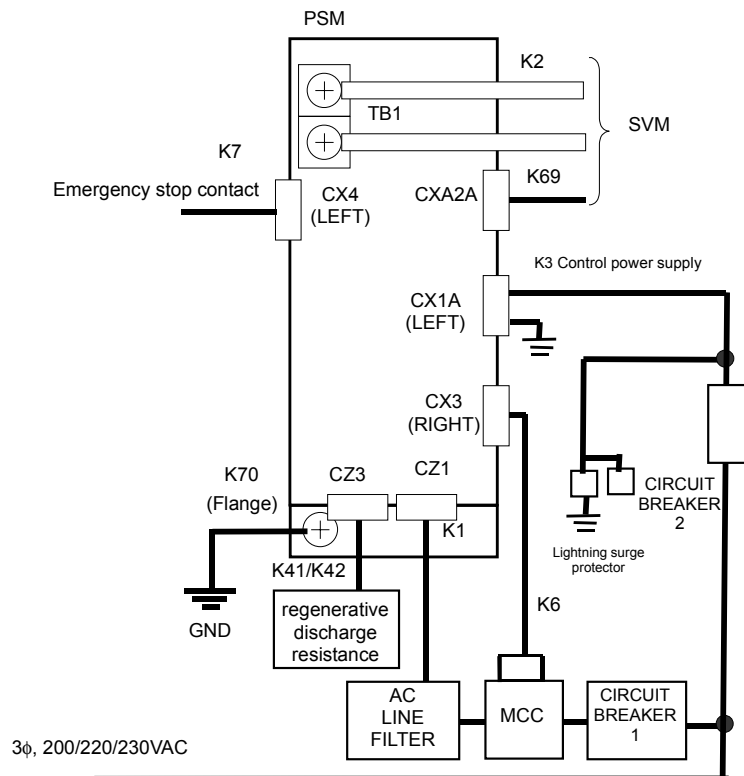 PSM
K2
TB1
SVM
K7
Emergency stop contact
CX4
(LEFT)
CXA2A
K69
K3 Control power supply
CX1A
(LEFT)
CX3
(RIGHT)
K70
(Flange)
CZ3
CZ1
K1
CIRCUIT
BREAKER
2
Lightning surge
protector
K41/K42
GND
regenerative
discharge
resistance
K6
AC
LINE
FILTER
MCC
CIRCUIT
BREAKER
1
3ϕ, 200/220/230VAC